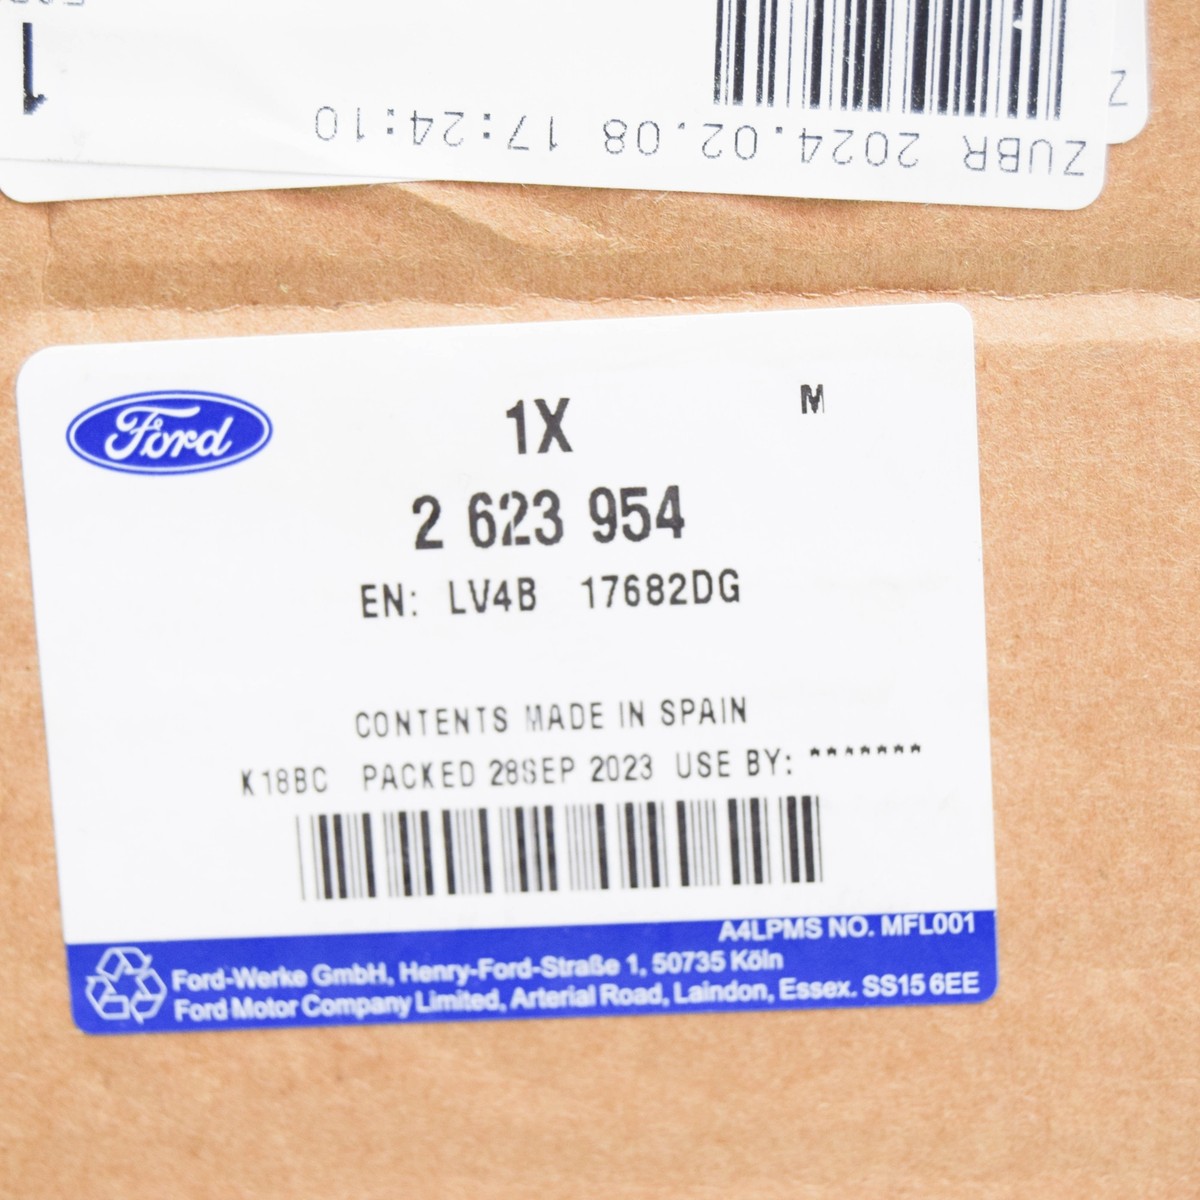 1
ZUBR 2024.02.08 17:24:10
Z
Ford
1X
M
2 623 954
EN: LV4B 17682DG
CONTENTS MADE IN SPAIN
K18BC PACKED 28SEP 2023 USE BY: *******
A4LPMS NO. MFL001
Ford-Werke GmbH, Henry-Ford-Straße 1, 50735 Köln
Ford Motor Company Limited, Arterial Road, Laindon, Essex. SS15 6EE